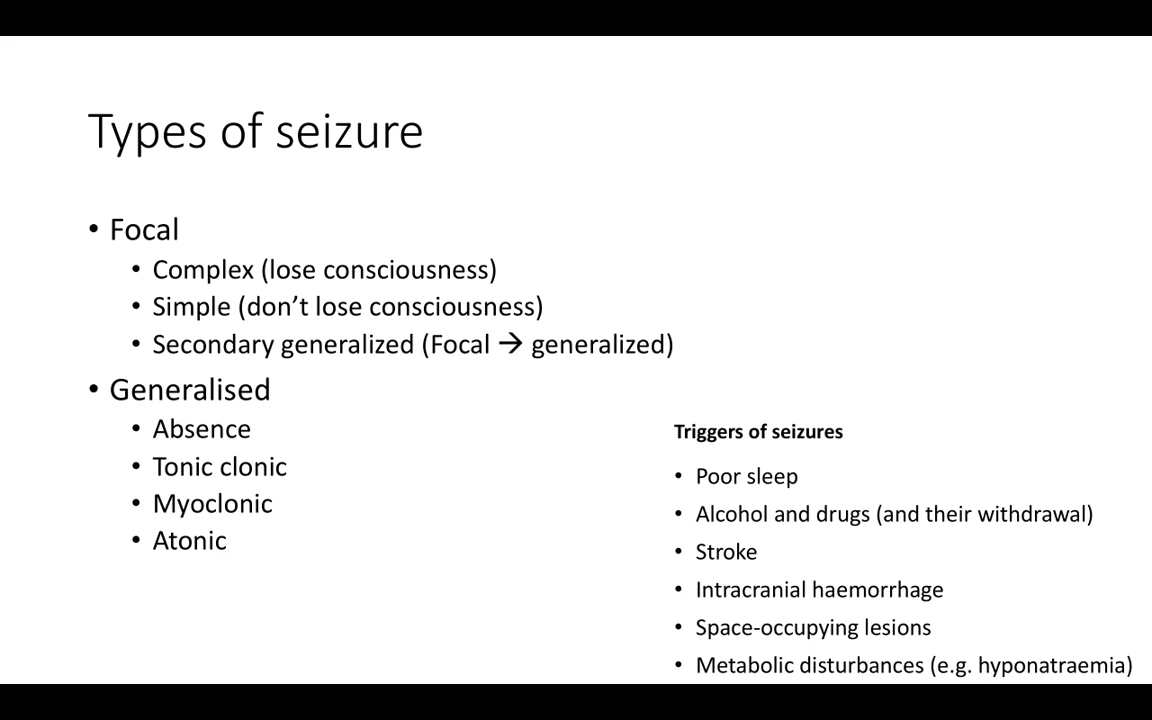 Types of seizure
• Focal
• Complex (lose consciousness)
• Simple (don’t lose consciousness)
• Secondary generalized (Focal → generalized)
• Generalised
• Absence
• Tonic clonic
• Myoclonic
• Atonic
Triggers of seizures
• Poor sleep
• Alcohol and drugs (and their withdrawal)
• Stroke
• Intracranial haemorrhage
• Space-occupying lesions
• Metabolic disturbances (e.g. hyponatraemia)